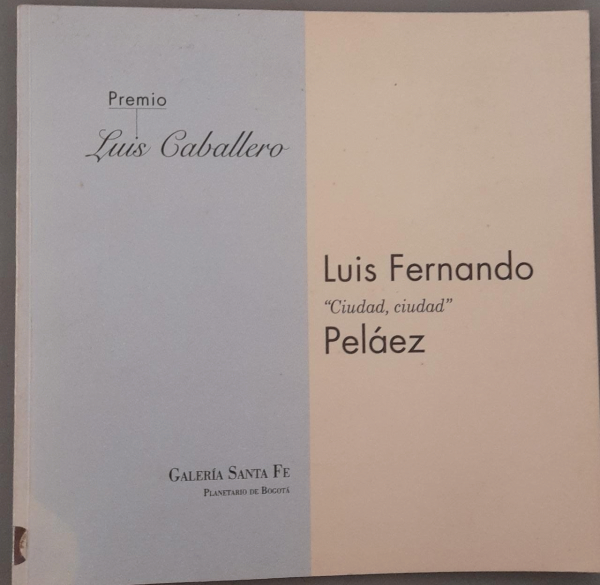 Premio
Luis Caballero
Luis Fernando
“Ciudad, ciudad”
Peláez
GALERÍA SANTA FE
PLANETARIO DE BOGOTÁ